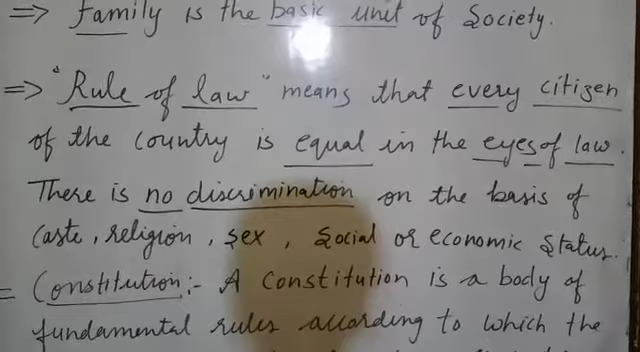 ⇒ Family is the basic unit of Society.
⇒ "Rule of law" means that every citizen
of the country is equal in the eyes of law.
There is no discrimination on the basis of
Caste, religion, sex, Social or economic Status.
= Constitution:- A Constitution is a body of
fundamental rules according to which the